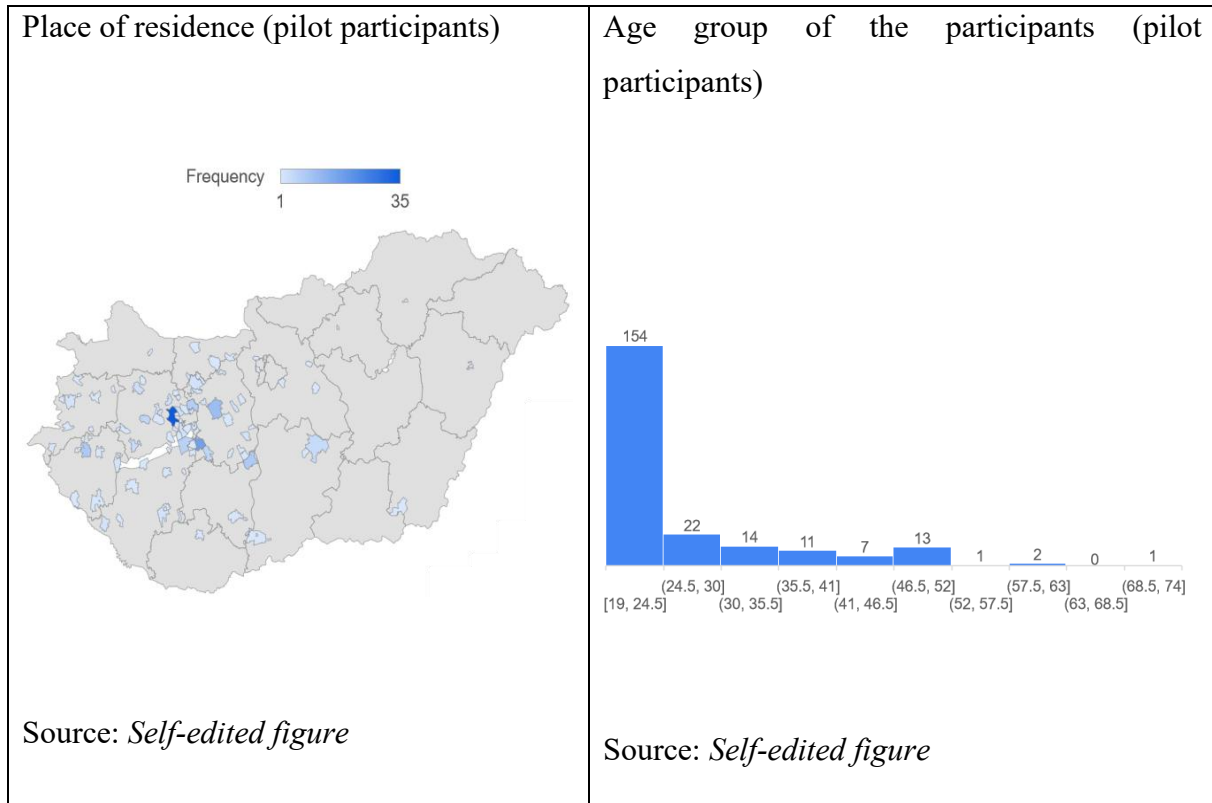 Place of residence (pilot participants)
Frequency
1 35
Source: Self-edited figure
Age group of the participants (pilot
participants)
154
22
14
11
7
13
1
2
0
1
(24.5, 30] (35.5, 41] (46.5, 52] (57.5, 63] (68.5, 74]
[19, 24.5] (30, 35.5] (41, 46.5] (52, 57.5] (63, 68.5]
Source: Self-edited figure